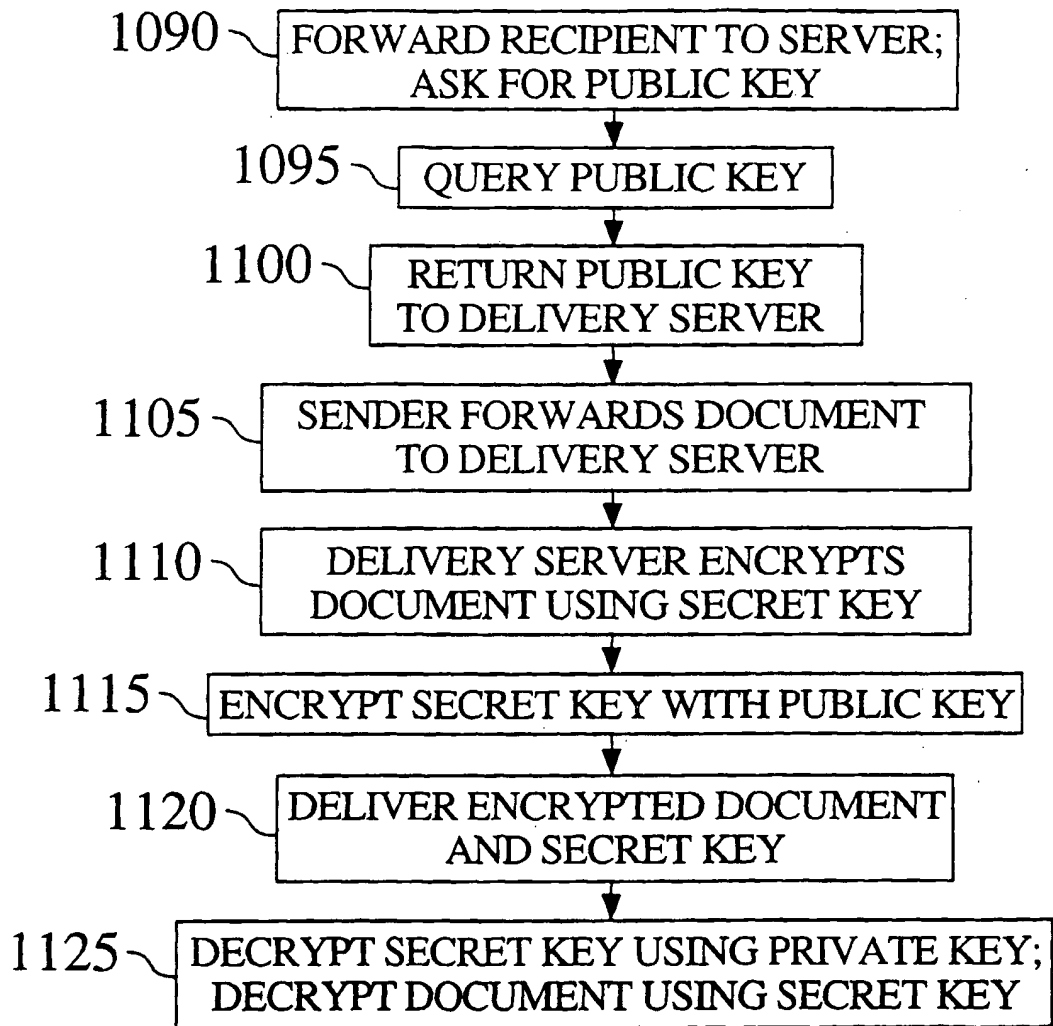 1090
FORWARD RECIPIENT TO SERVER;
ASK FOR PUBLIC KEY
1095
QUERY PUBLIC KEY
1100
RETURN PUBLIC KEY
TO DELIVERY SERVER
1105
SENDER FORWARDS DOCUMENT
TO DELIVERY SERVER
1110
DELIVERY SERVER ENCRYPTS
DOCUMENT USING SECRET KEY
1115
ENCRYPT SECRET KEY WITH PUBLIC KEY
1120
DELIVER ENCRYPTED DOCUMENT
AND SECRET KEY
1125
DECRYPT SECRET KEY USING PRIVATE KEY;
DECRYPT DOCUMENT USING SECRET KEY